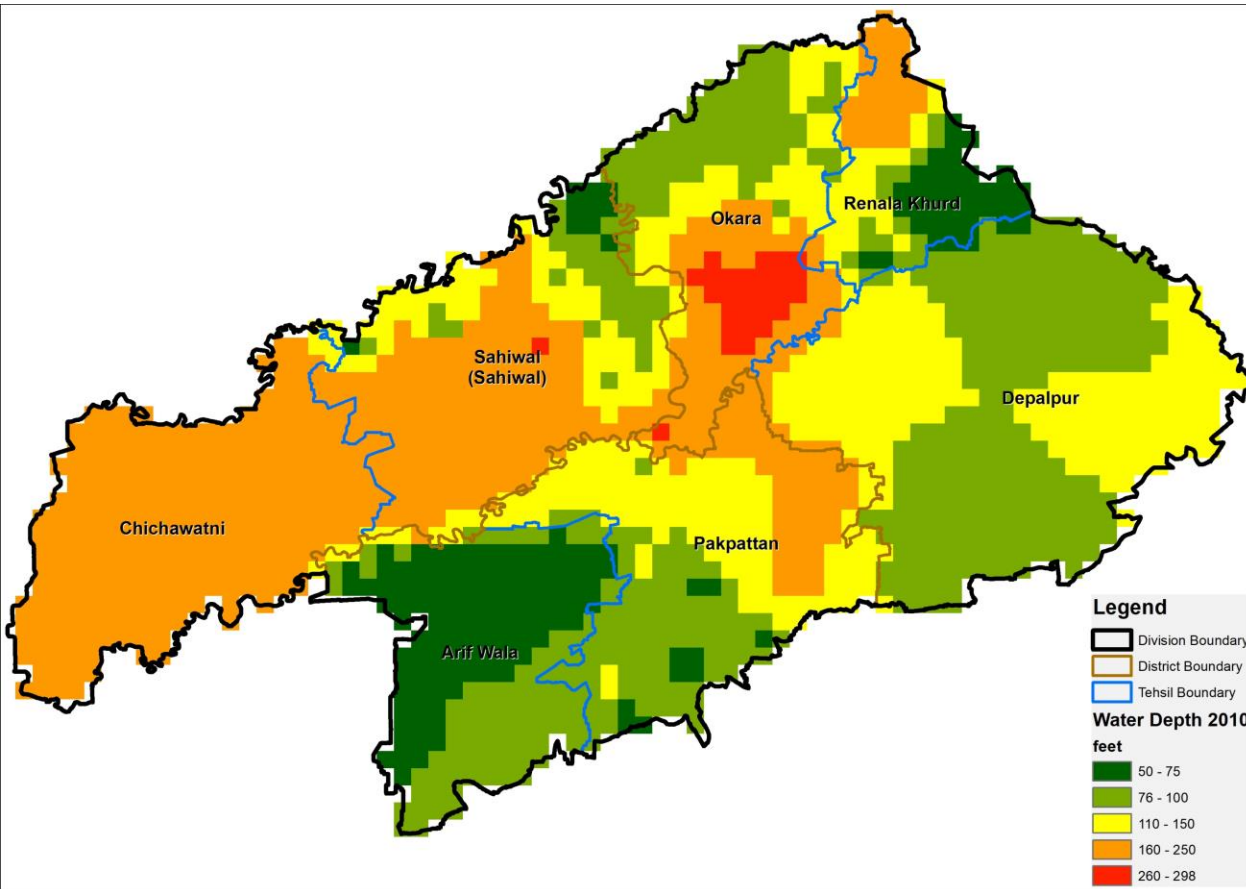 Okara
Renala Khurd
Sahiwal
(Sahiwal)
Depalpur
Chichawatni
Pakpattan
Arif Wala
Legend
Division Boundary
District Boundary
Tehsil Boundary
Water Depth 2010
feet
50 - 75
76 - 100
110 - 150
160 - 250
260 - 298